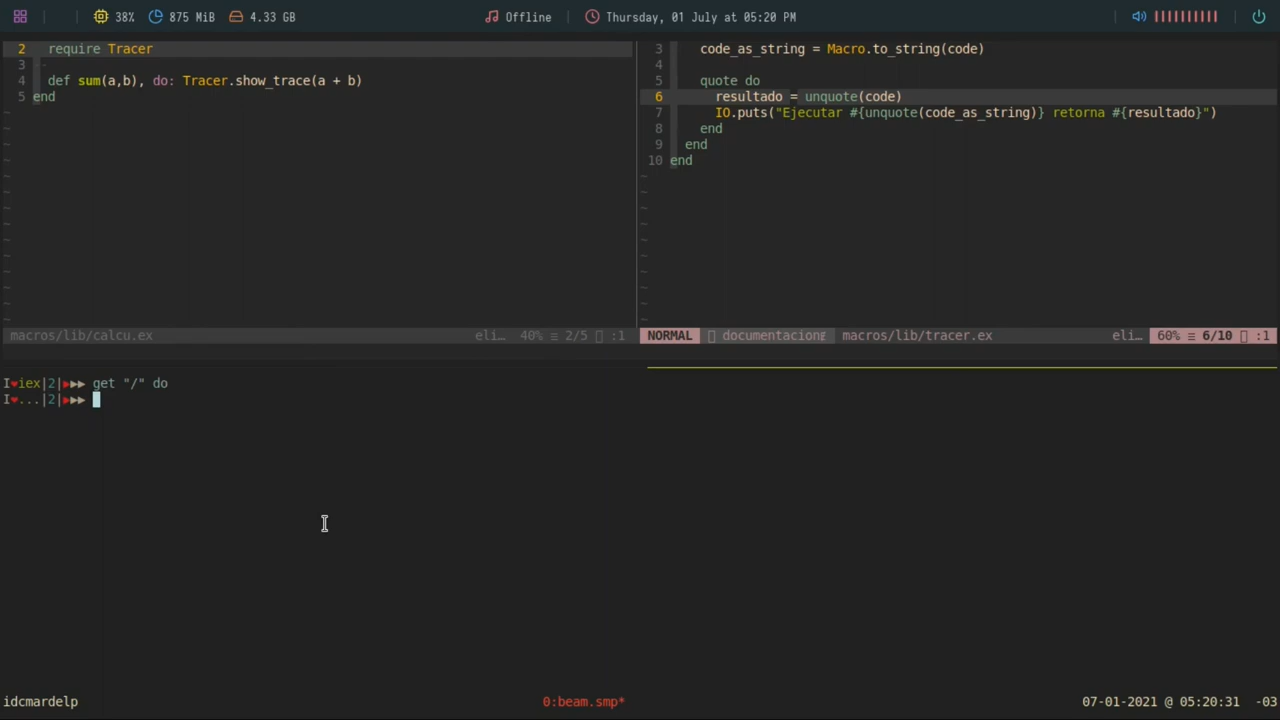 38% 875 MiB 4.33 GB Offline Thursday, 01 July at 05:20 PM
2 require Tracer
3
4 def sum(a,b), do: Tracer.show_trace(a + b)
5 end
macros/lib/calcu.ex eli… 40% ≡ 2/5 :1
3 code_as_string = Macro.to_string(code)
4
5 quote do
6 resultado = unquote(code)
7 IO.puts("Ejecutar #{unquote(code_as_string)} retorna #{resultado}")
8 end
9 end
10 end
NORMAL documentacion… macros/lib/tracer.ex eli… 60% ≡ 6/10 :1
I❤iex|2|▶▶▶ get "/" do
I❤...|2|▶▶▶
idcmardelp 0:beam.smp* 07-01-2021 @ 05:20:31 -03